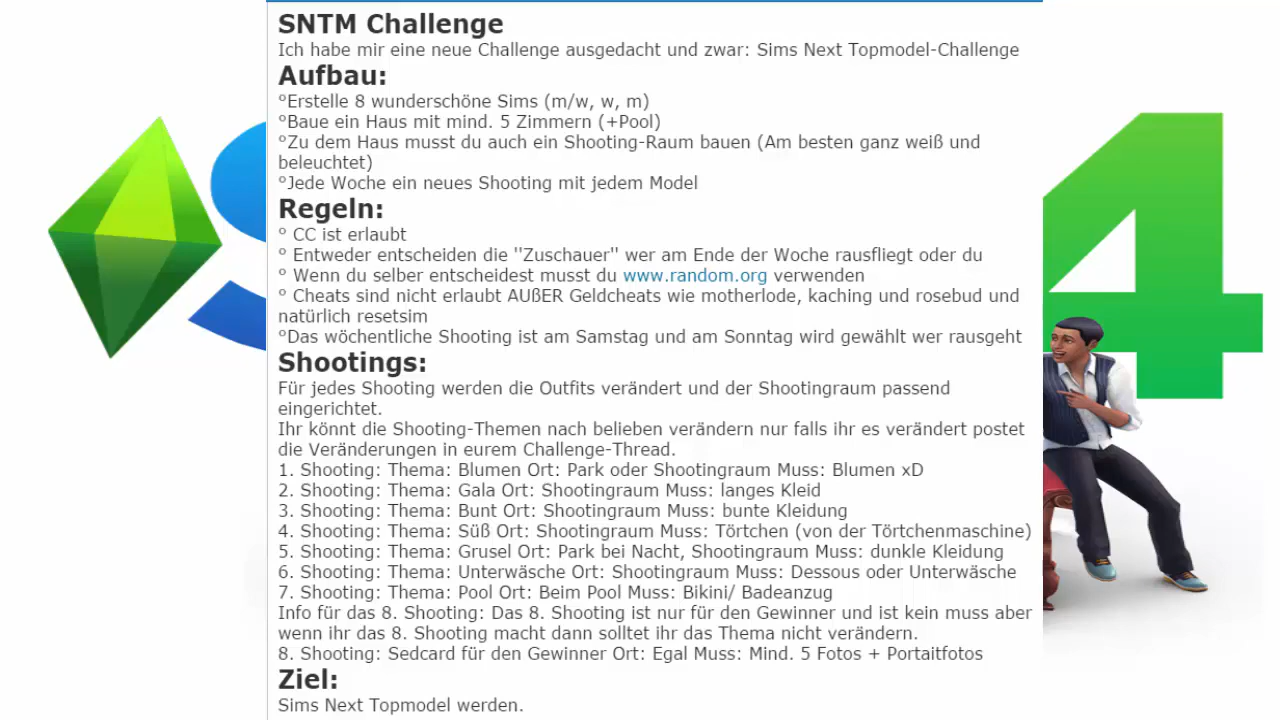 SNTM Challenge
Ich habe mir eine neue Challenge ausgedacht und zwar: Sims Next Topmodel-Challenge
Aufbau:
°Erstelle 8 wunderschöne Sims (m/w, w, m)
°Baue ein Haus mit mind. 5 Zimmern (+Pool)
°Zu dem Haus musst du auch ein Shooting-Raum bauen (Am besten ganz weiß und
beleuchtet)
°Jede Woche ein neues Shooting mit jedem Model
Regeln:
° CC ist erlaubt
° Entweder entscheiden die "Zuschauer" wer am Ende der Woche rausfliegt oder du
° Wenn du selber entscheidest musst du www.random.org verwenden
° Cheats sind nicht erlaubt AUßER Geldcheats wie motherlode, kaching und rosebud und
natürlich resetsim
°Das wöchentliche Shooting ist am Samstag und am Sonntag wird gewählt wer rausgeht
Shootings:
Für jedes Shooting werden die Outfits verändert und der Shootingraum passend
eingerichtet.
Ihr könnt die Shooting-Themen nach belieben verändern nur falls ihr es verändert postet
die Veränderungen in eurem Challenge-Thread.
1. Shooting: Thema: Blumen Ort: Park oder Shootingraum Muss: Blumen xD
2. Shooting: Thema: Gala Ort: Shootingraum Muss: langes Kleid
3. Shooting: Thema: Bunt Ort: Shootingraum Muss: bunte Kleidung
4. Shooting: Thema: Süß Ort: Shootingraum Muss: Törtchen (von der Törtchenmaschine)
5. Shooting: Thema: Grusel Ort: Park bei Nacht, Shootingraum Muss: dunkle Kleidung
6. Shooting: Thema: Unterwäsche Ort: Shootingraum Muss: Dessous oder Unterwäsche
7. Shooting: Thema: Pool Ort: Beim Pool Muss: Bikini/ Badeanzug
Info für das 8. Shooting: Das 8. Shooting ist nur für den Gewinner und ist kein muss aber
wenn ihr das 8. Shooting macht dann solltet ihr das Thema nicht verändern.
8. Shooting: Sedcard für den Gewinner Ort: Egal Muss: Mind. 5 Fotos + Portaitfotos
Ziel:
Sims Next Topmodel werden.
4